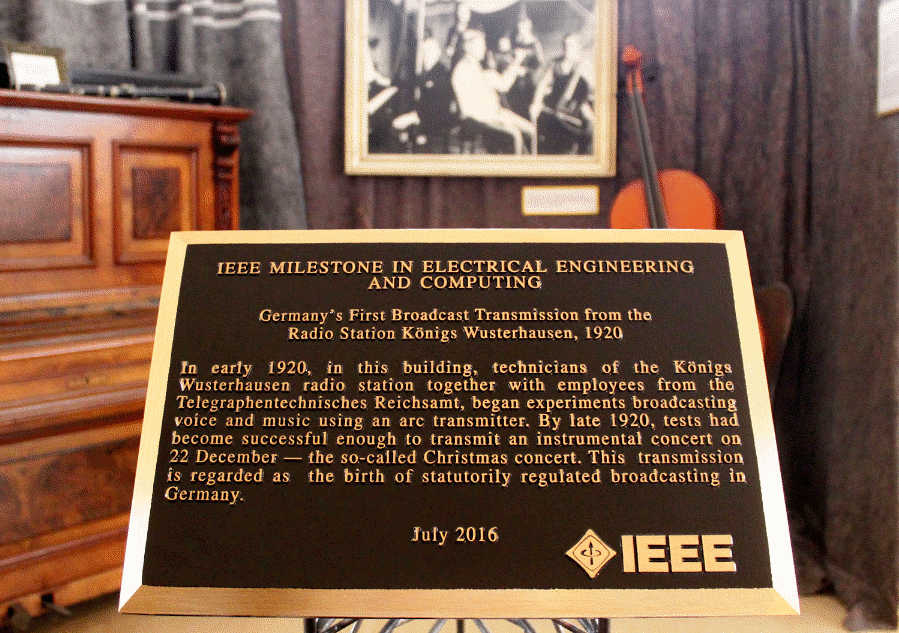 IEEE MILESTONE IN ELECTRICAL ENGINEERING
AND COMPUTING
Germany's First Broadcast Transmission from the
Radio Station Königs Wusterhausen, 1920
In early 1920, in this building, technicians of the Königs
Wusterhausen radio station together with employees from the
Telegraphentechnisches Reichsamt, began experiments broadcasting
voice and music using an arc transmitter. By late 1920, tests had
become successful enough to transmit an instrumental concert on
22 December — the so-called Christmas concert. This transmission
is regarded as the birth of statutorily regulated broadcasting in
Germany.
July 2016
IEEE